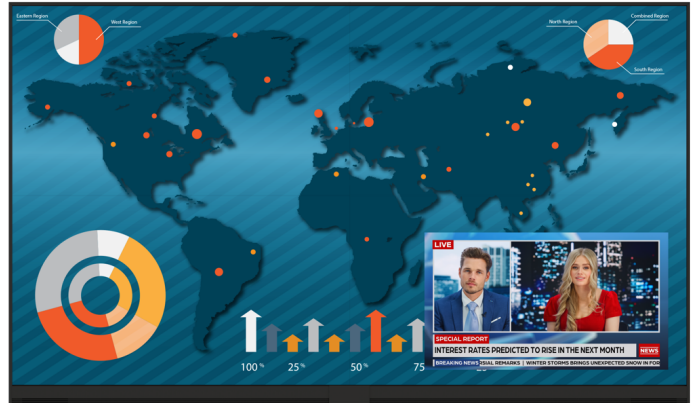 Eastern Region
West Region
North Region
Combined Region
South Region
LIVE
SPECIAL REPORT
INTEREST RATES PREDICTED TO RISE IN THE NEXT MONTH
NEWS
BREAKING NEWS
REMARKS | WINTER STORMS BRINGS UNEXPECTED SNOW IN FOR
100 %
25 %
50 %
75